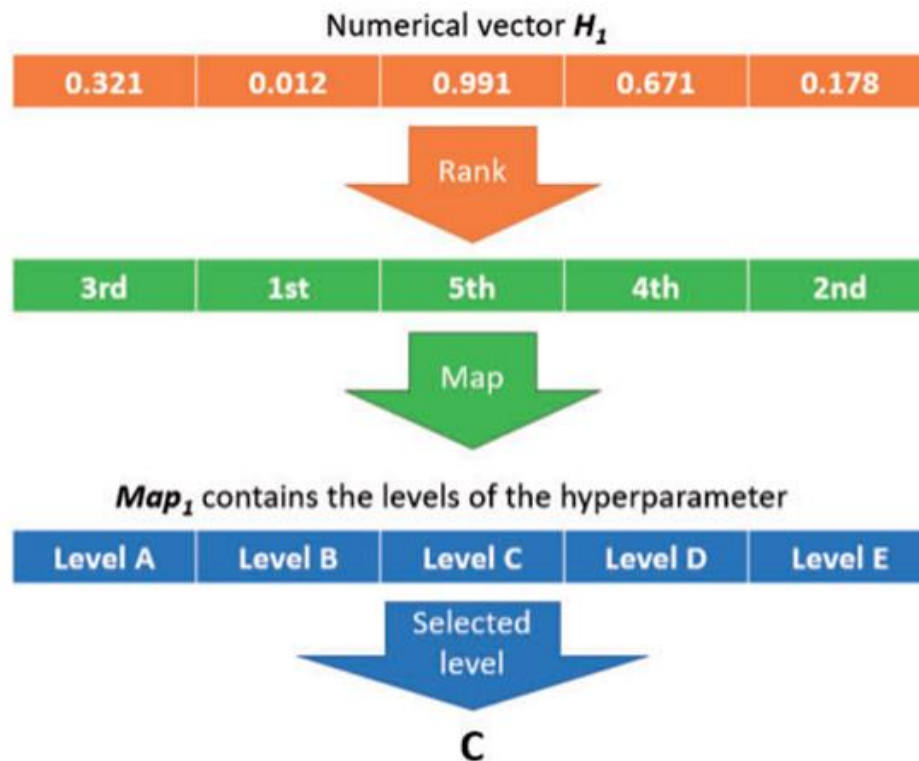 Numerical vector H1
0.321 0.012 0.991 0.671 0.178
Rank
3rd 1st 5th 4th 2nd
Map
Map1 contains the levels of the hyperparameter
Level A Level B Level C Level D Level E
Selected
level
C